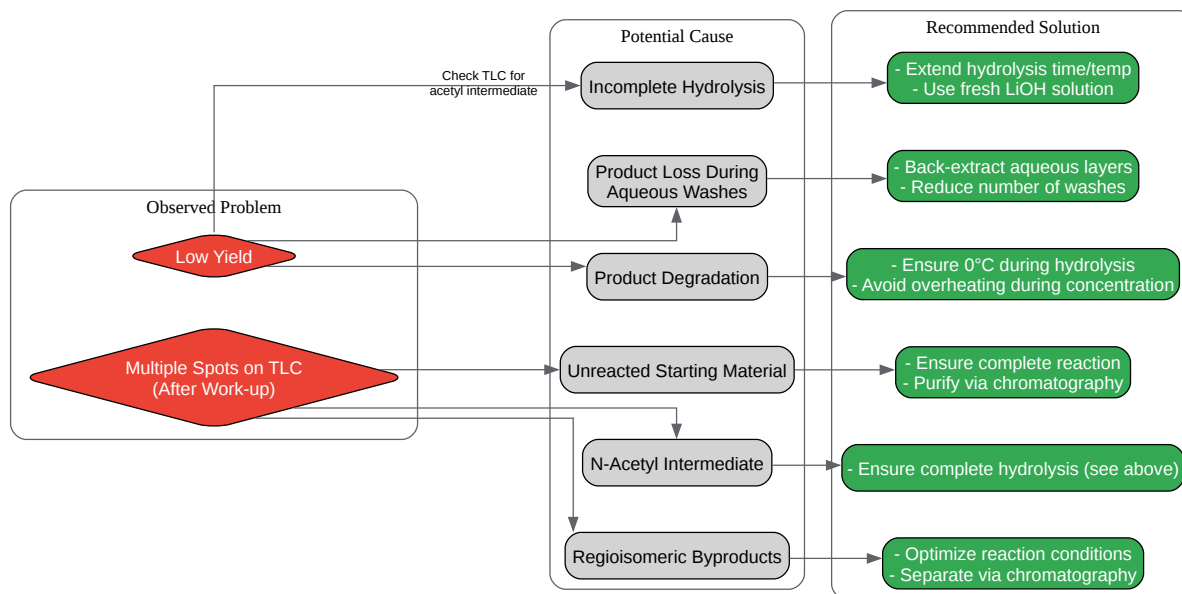 Potential Cause
Recommended Solution
Check TLC for
acetyl intermediate
Incomplete Hydrolysis
- Extend hydrolysis time/temp
- Use fresh LiOH solution
Product Loss During
Aqueous Washes
- Back-extract aqueous layers
- Reduce number of washes
Observed Problem
Low Yield
Product Degradation
- Ensure 0°C during hydrolysis
- Avoid overheating during concentration
Multiple Spots on TLC
(After Work-up)
Unreacted Starting Material
- Ensure complete reaction
- Purify via chromatography
N-Acetyl Intermediate
- Ensure complete hydrolysis (see above)
Regioisomeric Byproducts
- Optimize reaction conditions
- Separate via chromatography